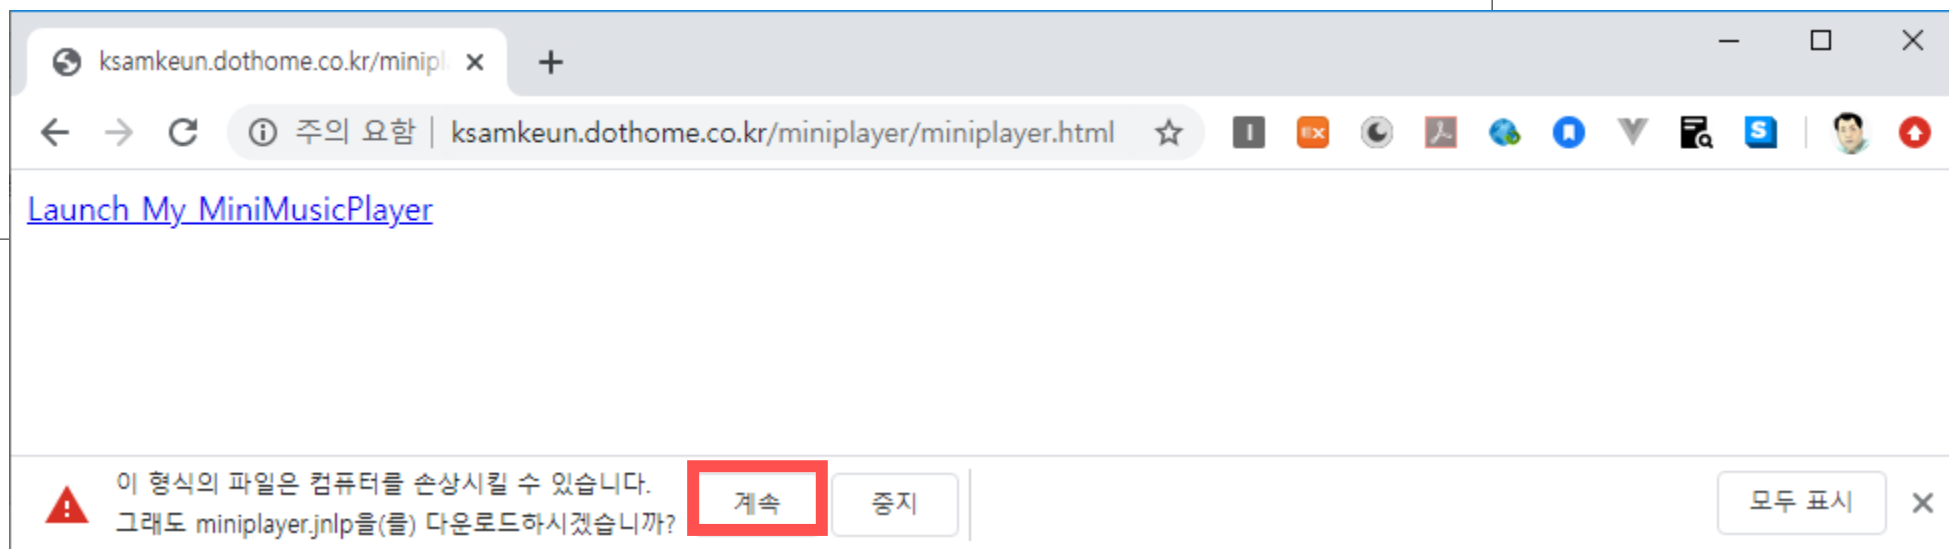 ksamkeun.dothome.co.kr/minipl
주의 요함 | ksamkeun.dothome.co.kr/miniplayer/miniplayer.html
I
EX
S
Launch My MiniMusicPlayer
이 형식의 파일은 컴퓨터를 손상시킬 수 있습니다.
그래도 miniplayer.jnlp을(를) 다운로드하시겠습니까?
계속
중지
모두 표시